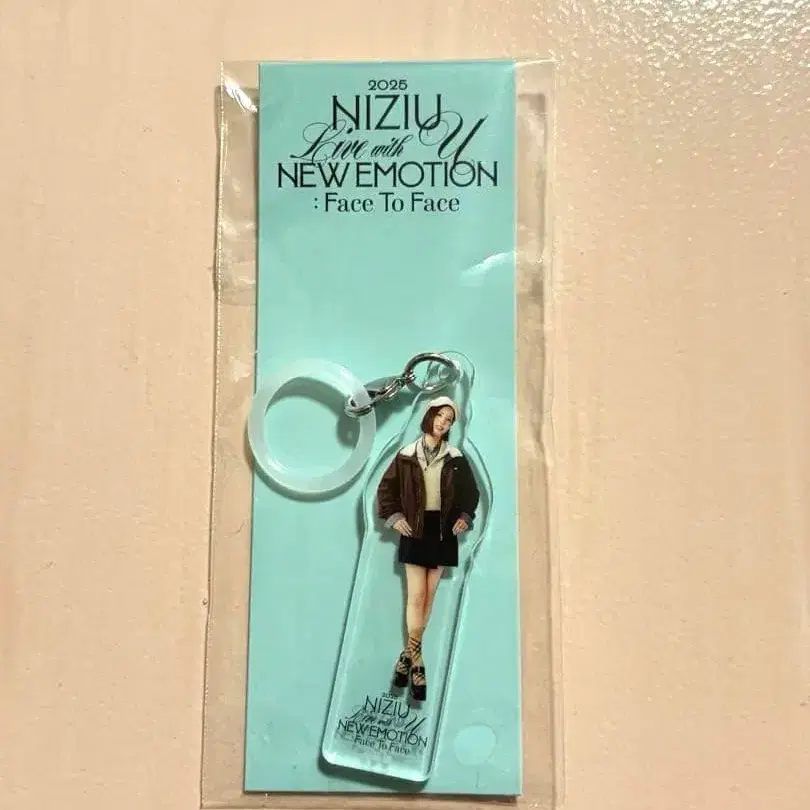 2025
NIZIU
Live with U
NEW EMOTION
: Face To Face
2025
NIZIU
Live with U
NEW EMOTION
: Face To Face